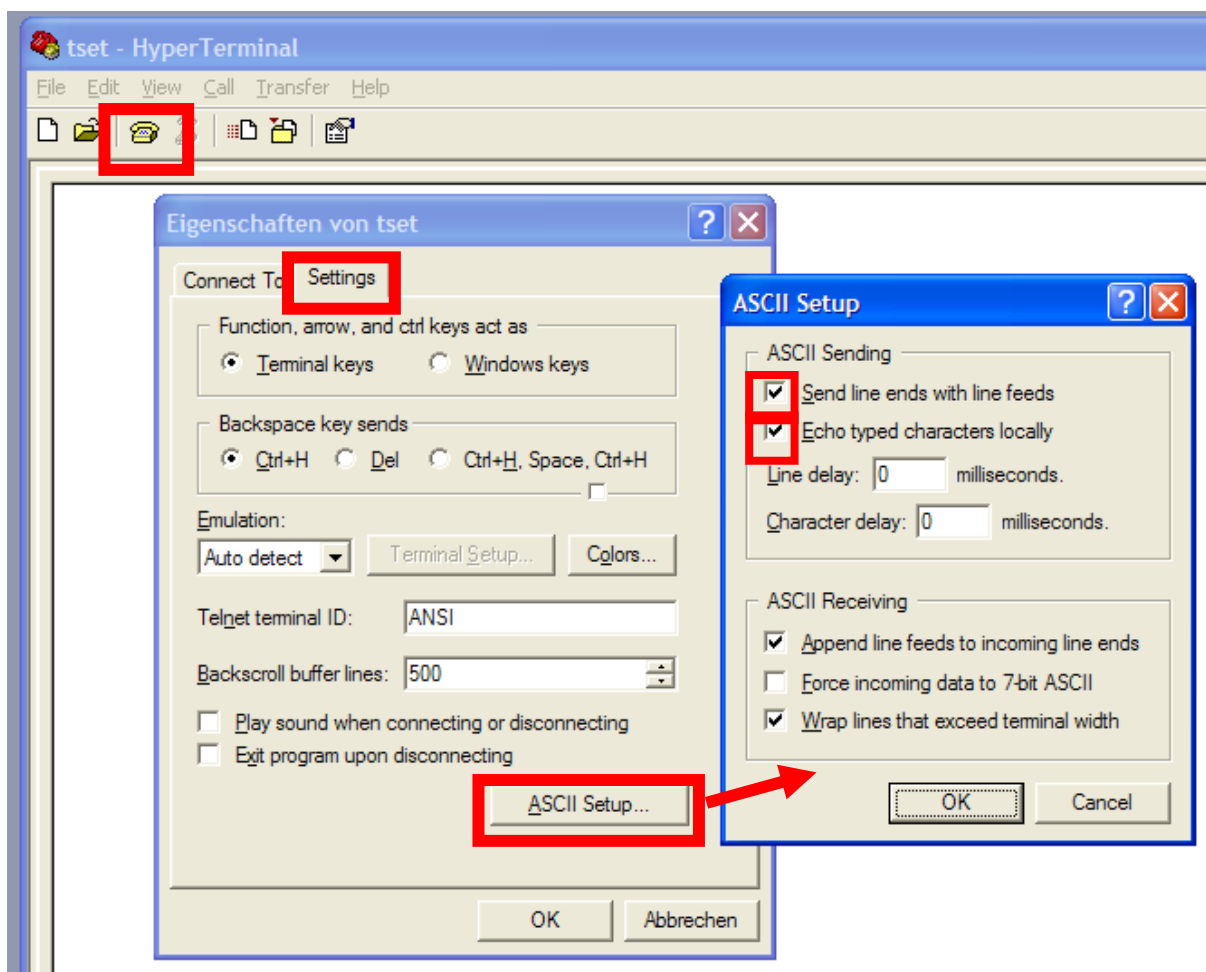 tset - HyperTerminal
File Edit View Call Transfer Help
Eigenschaften von tset
Connect To Settings
Function, arrow, and ctrl keys act as
Terminal keys Windows keys
Backspace key sends
Ctrl+H Del Ctrl+H, Space, Ctrl+H
Emulation:
Auto detect Terminal Setup... Colors...
Telnet terminal ID: ANSI
Backscroll buffer lines: 500
Play sound when connecting or disconnecting
Exit program upon disconnecting
ASCII Setup...
OK Abbrechen
ASCII Setup
ASCII Sending
Send line ends with line feeds
Echo typed characters locally
Line delay: 0 milliseconds.
Character delay: 0 milliseconds.
ASCII Receiving
Append line feeds to incoming line ends
Force incoming data to 7-bit ASCII
Wrap lines that exceed terminal width
OK Cancel